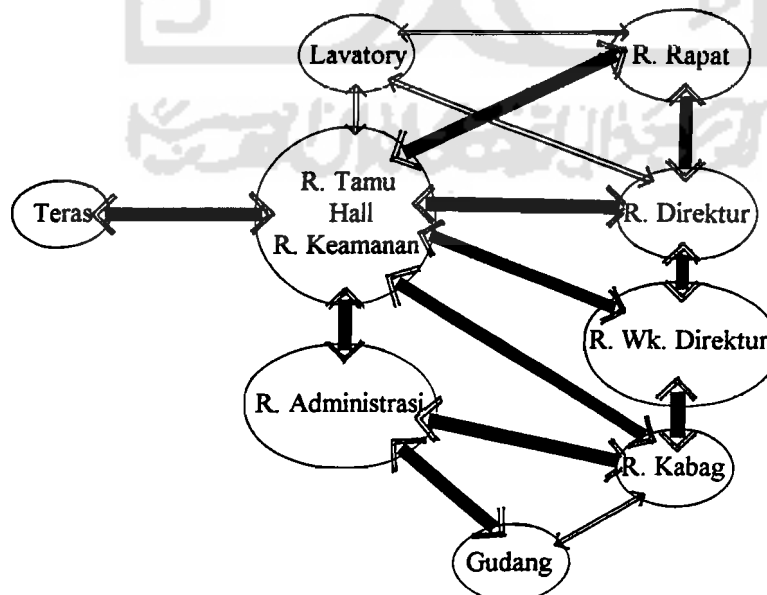 Lavatory
R. Rapat
R. Tamu
Hall
R. Keamanan
Teras
R. Direktur
R. Wk. Direktur
R. Administrasi
R. Kabag
Gudang